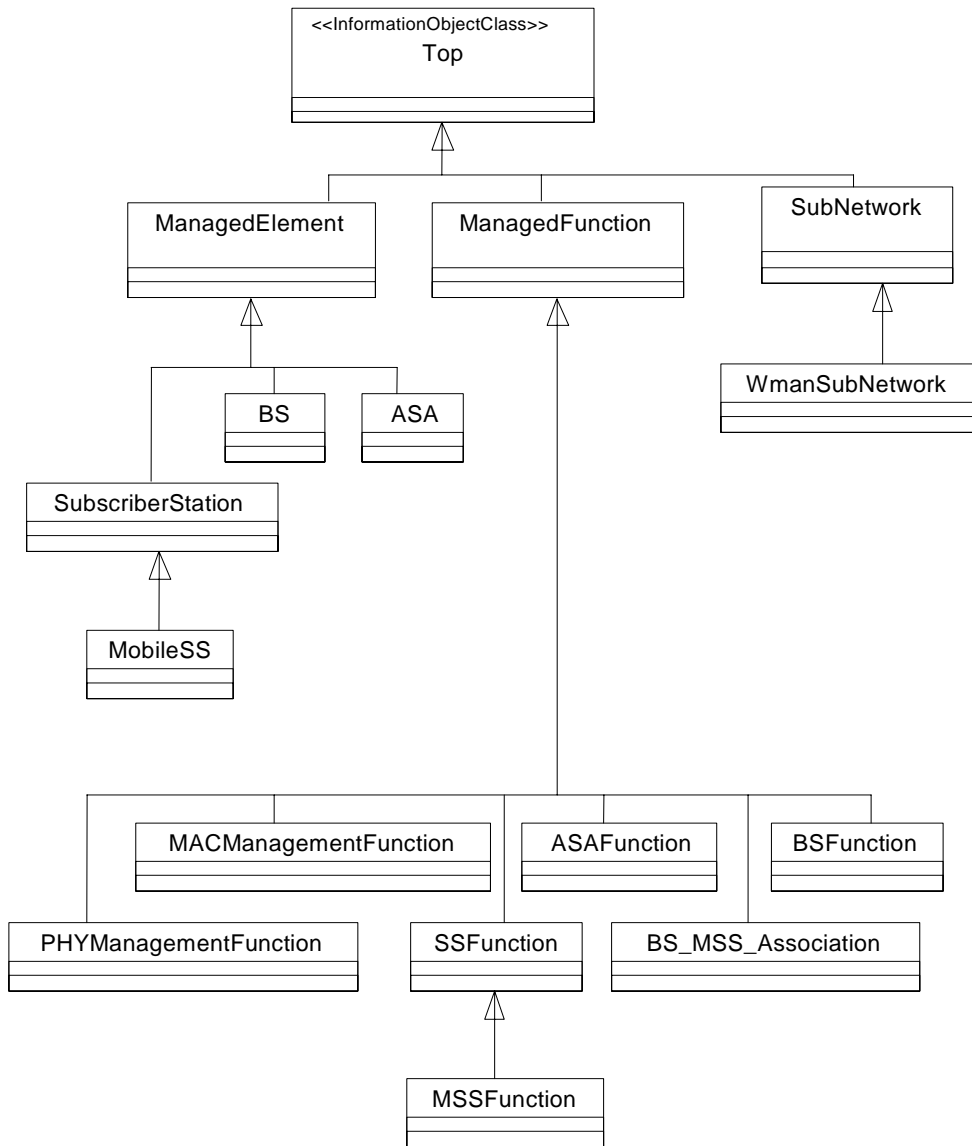 <<InformationObjectClass>>
Top
ManagedElement
ManagedFunction
SubNetwork
WmanSubNetwork
BS
ASA
SubscriberStation
MobileSS
MACManagementFunction
ASAFunction
BSFunction
PHYManagementFunction
SSFunction
BS_MSS_Association
MSSFunction